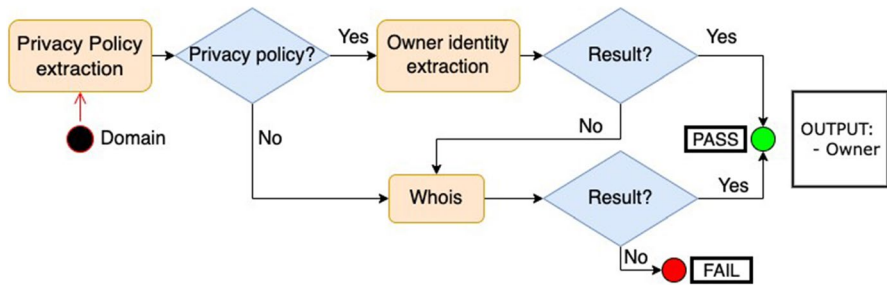 Privacy Policy
extraction
Privacy policy?
Yes
Owner identity
extraction
Result?
Yes
Domain
No
No
PASS
OUTPUT:
- Owner
Whois
Result?
Yes
No
FAIL